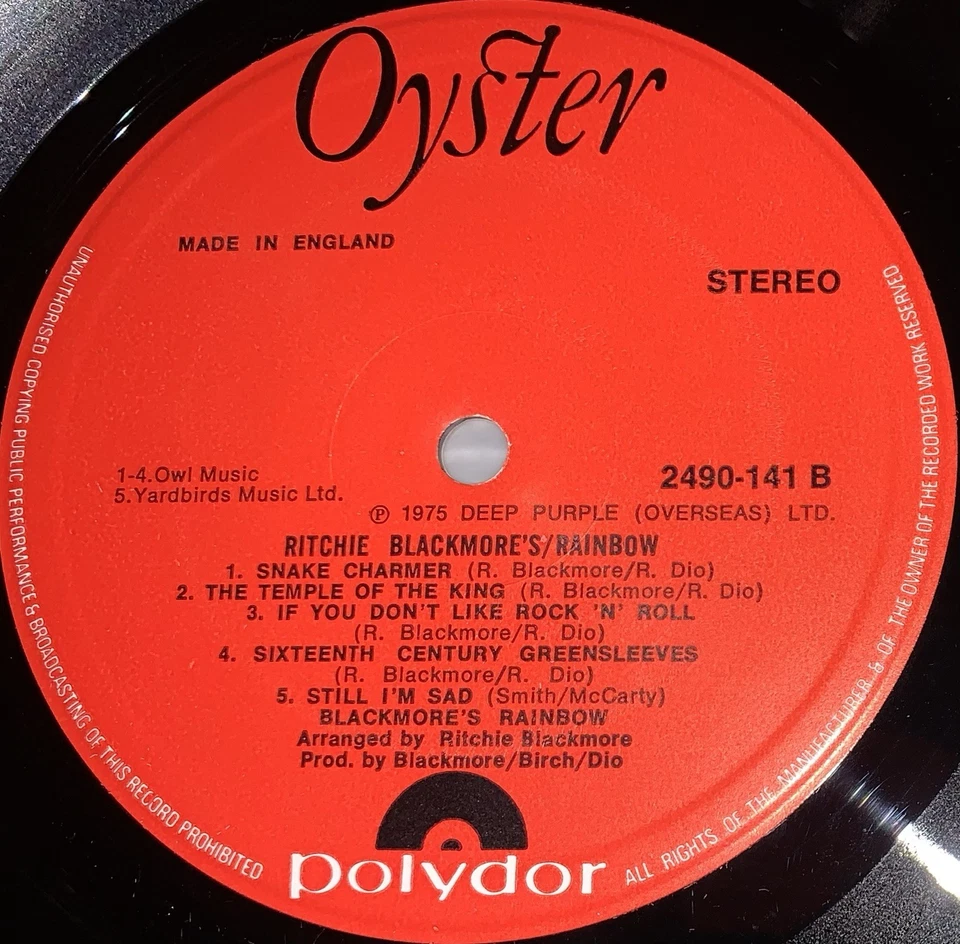 Oyster
MADE IN ENGLAND
STEREO
1-4.Owl Music
5.Yardbirds Music Ltd.
2490-141 B
℗ 1975 DEEP PURPLE (OVERSEAS) LTD.
RITCHIE BLACKMORE'S/RAINBOW
1. SNAKE CHARMER (R. Blackmore/R. Dio)
2. THE TEMPLE OF THE KING (R. Blackmore/R. Dio)
3. IF YOU DON'T LIKE ROCK 'N' ROLL
(R. Blackmore/R. Dio)
4. SIXTEENTH CENTURY GREENSLEEVES
(R. Blackmore/R. Dio)
5. STILL I'M SAD (Smith/McCarty)
BLACKMORE'S RAINBOW
Arranged by Ritchie Blackmore
Prod. by Blackmore/Birch/Dio
polydor
UNAUTHORISED COPYING PUBLIC PERFORMANCE & BROADCASTING OF THIS RECORD PROHIBITED
ALL RIGHTS OF THE MANUFACTURER & OF THE OWNER OF THE RECORDED WORK RESERVED